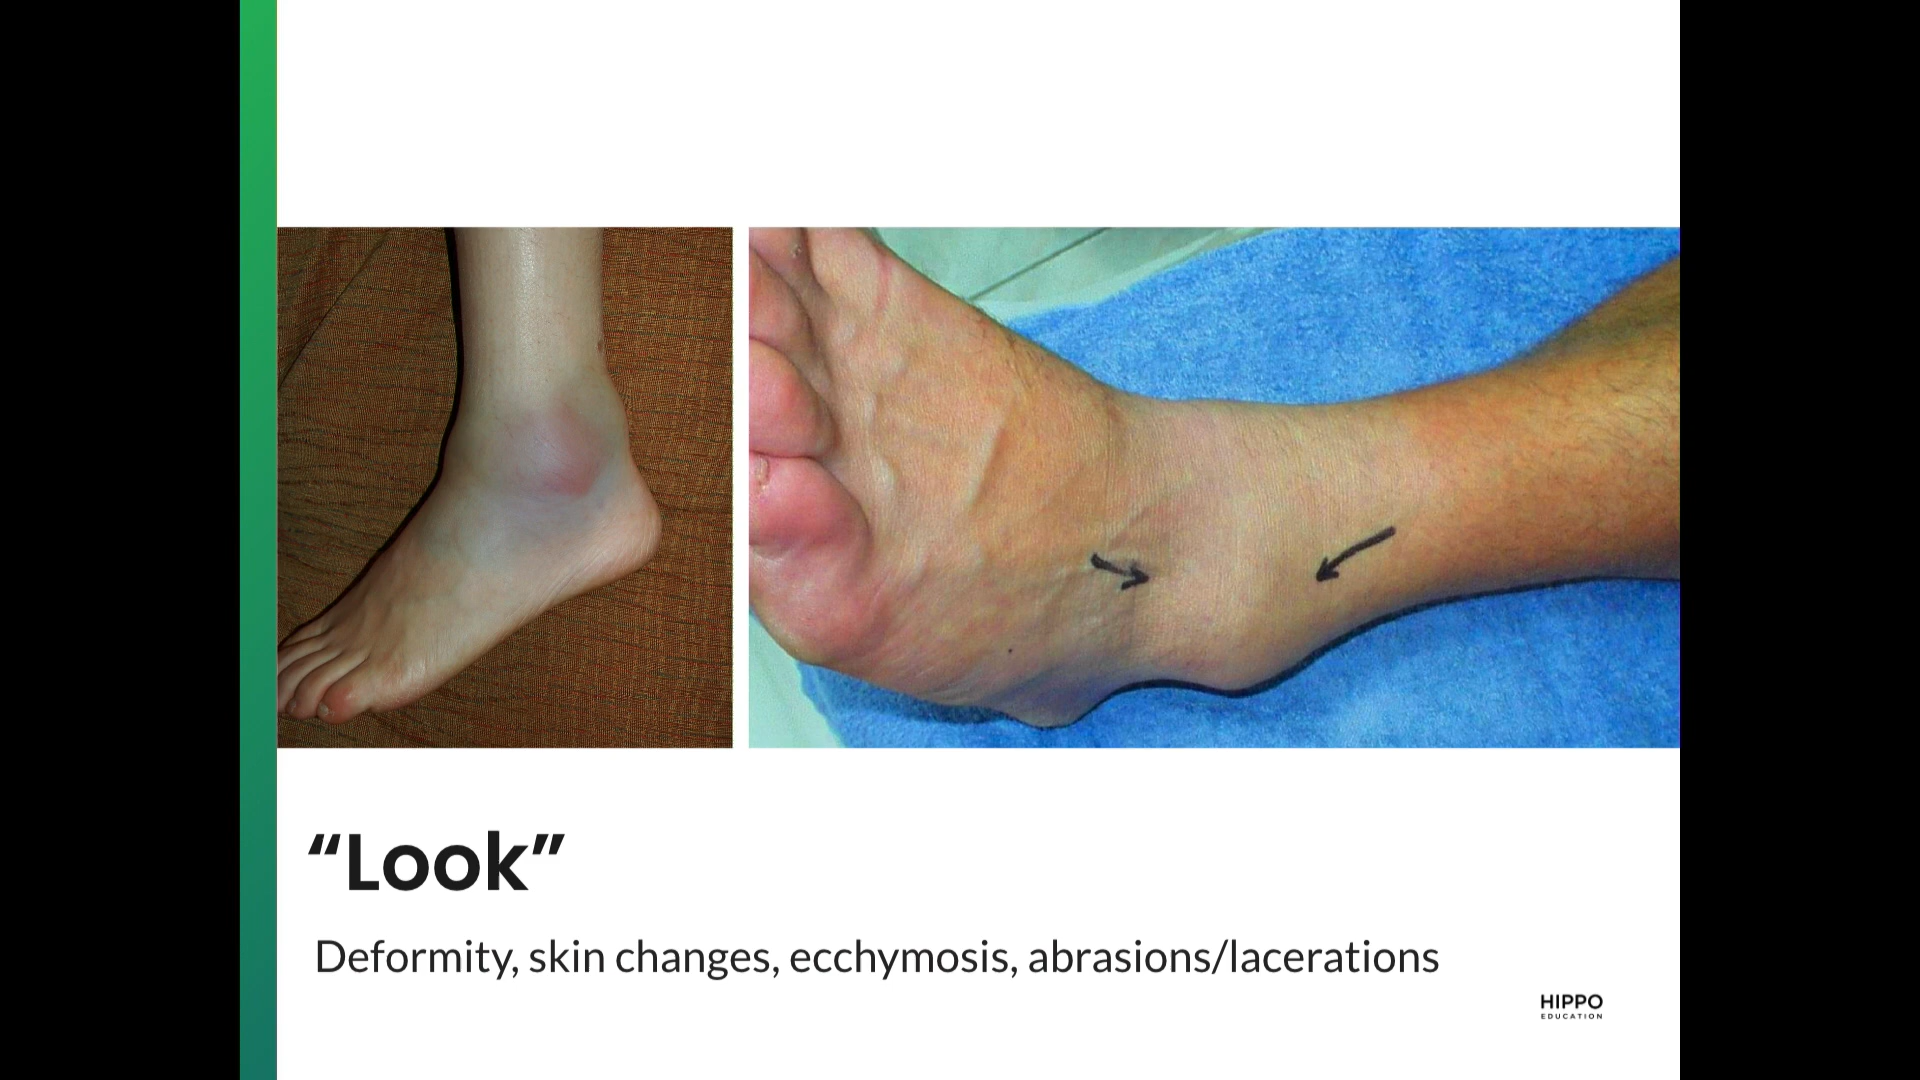 “Look”
Deformity, skin changes, ecchymosis, abrasions/lacerations
HIPPO
EDUCATION